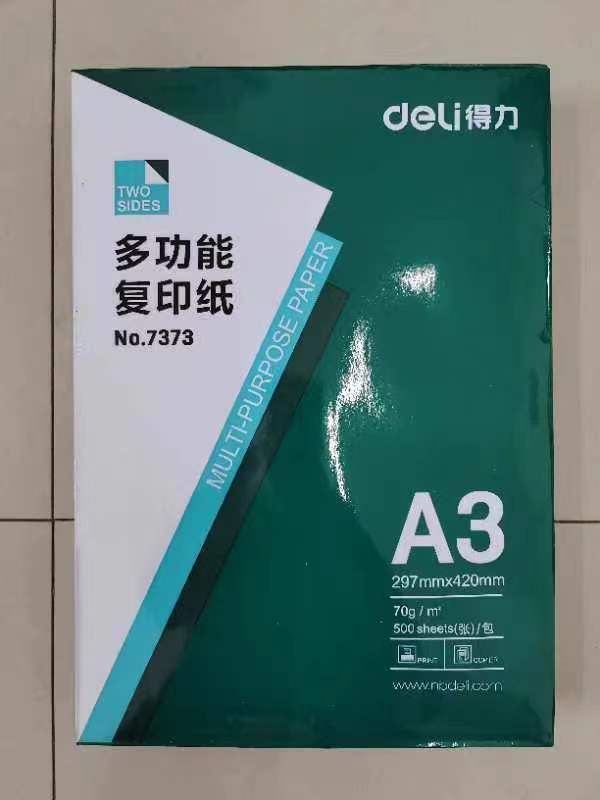 deli得力
TWO
SIDES
多功能
复印纸
No.7373
MULTI-PURPOSE PAPER
A3
297mmx420mm
70g/m²
500 sheets(张)/包
PRINT
COPIER
www.nbdeli.com